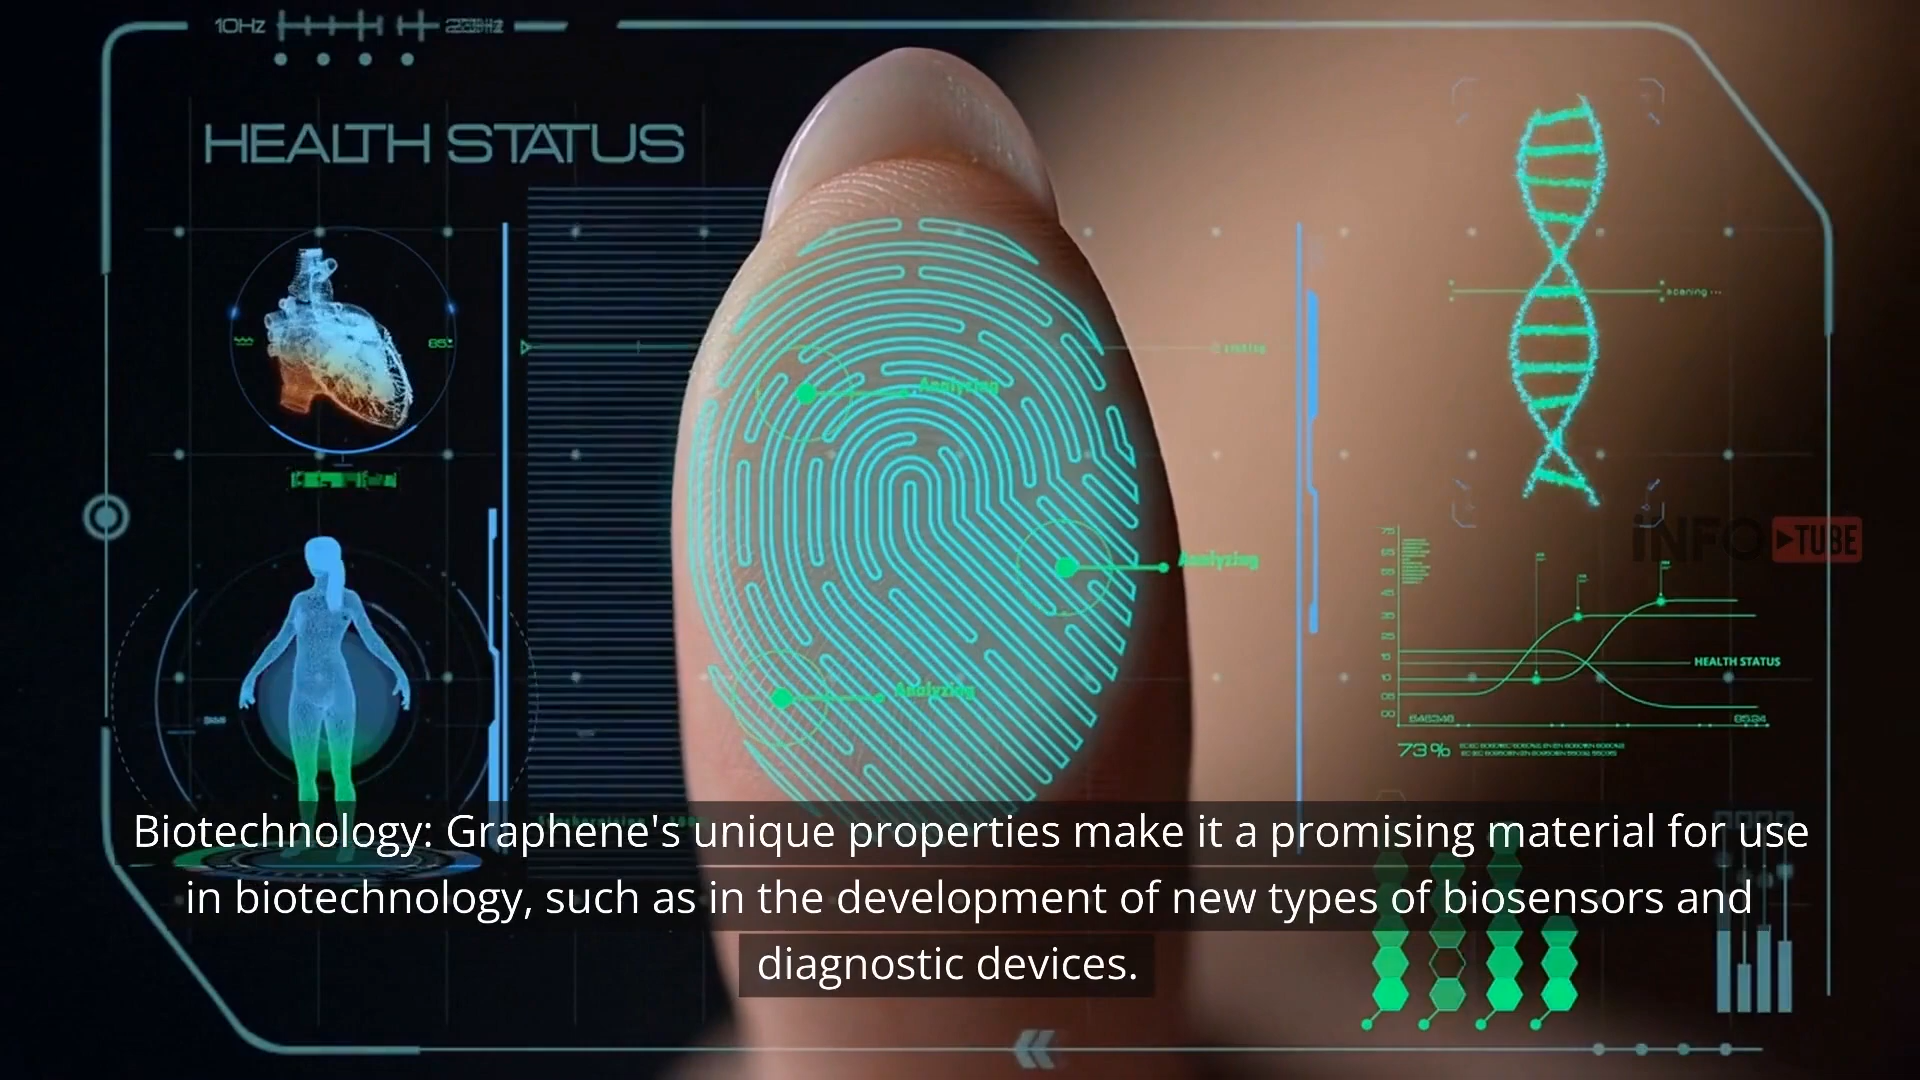 10Hz
HEALTH STATUS
Analyzing
Analyzing
Analyzing
iNFO TUBE
HEALTH STATUS
73%
Biotechnology: Graphene's unique properties make it a promising material for use
in biotechnology, such as in the development of new types of biosensors and
diagnostic devices.